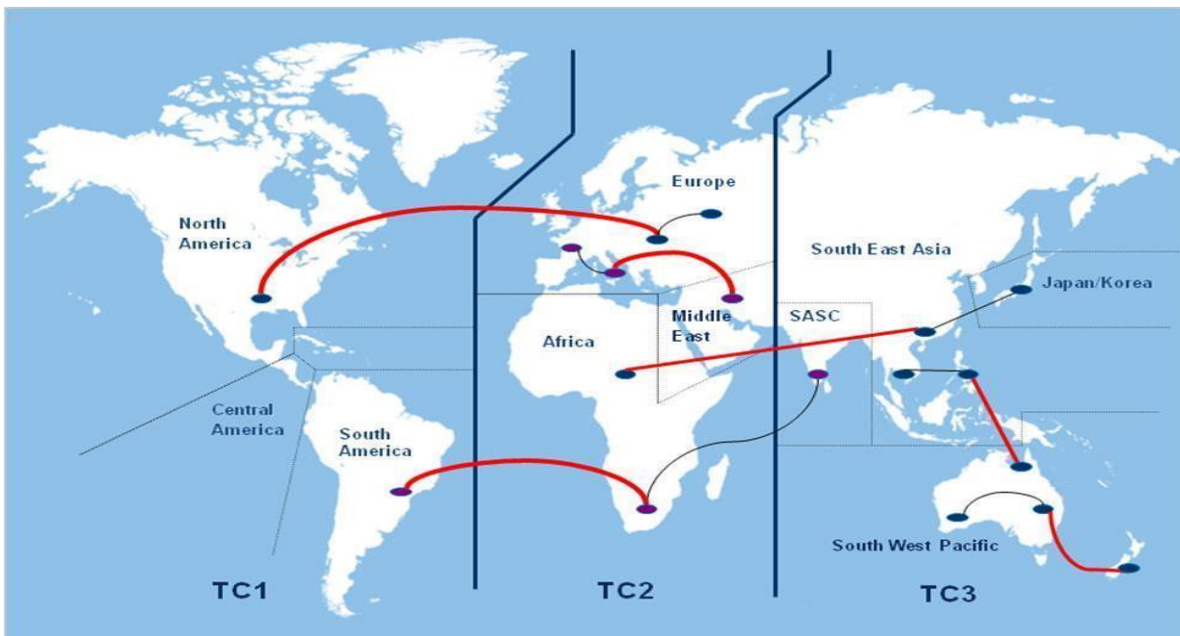 Europe
North
America
South East Asia
Japan/Korea
Middle
East
SASC
Africa
Central
America
South
America
South West Pacific
TC1
TC2
TC3